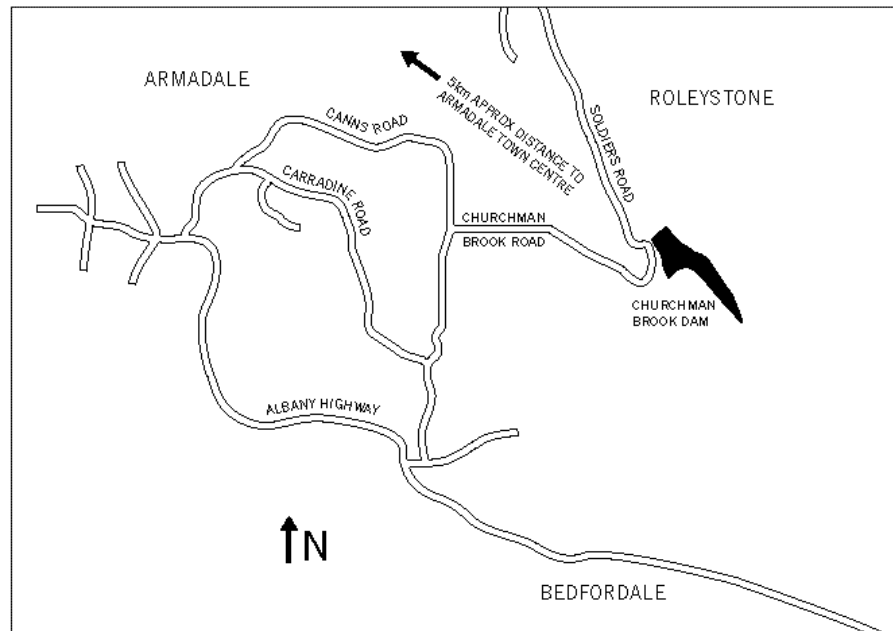 ARMADALE
ROLEYSTONE
5km APPROX DISTANCE TO
ARMADALE TOWN CENTRE
SOLDIERS ROAD
CANNS ROAD
CARRADINE ROAD
CHURCHMAN
BROOK ROAD
CHURCHMAN
BROOK DAM
ALBANY HIGHWAY
N
BEDFORDALE